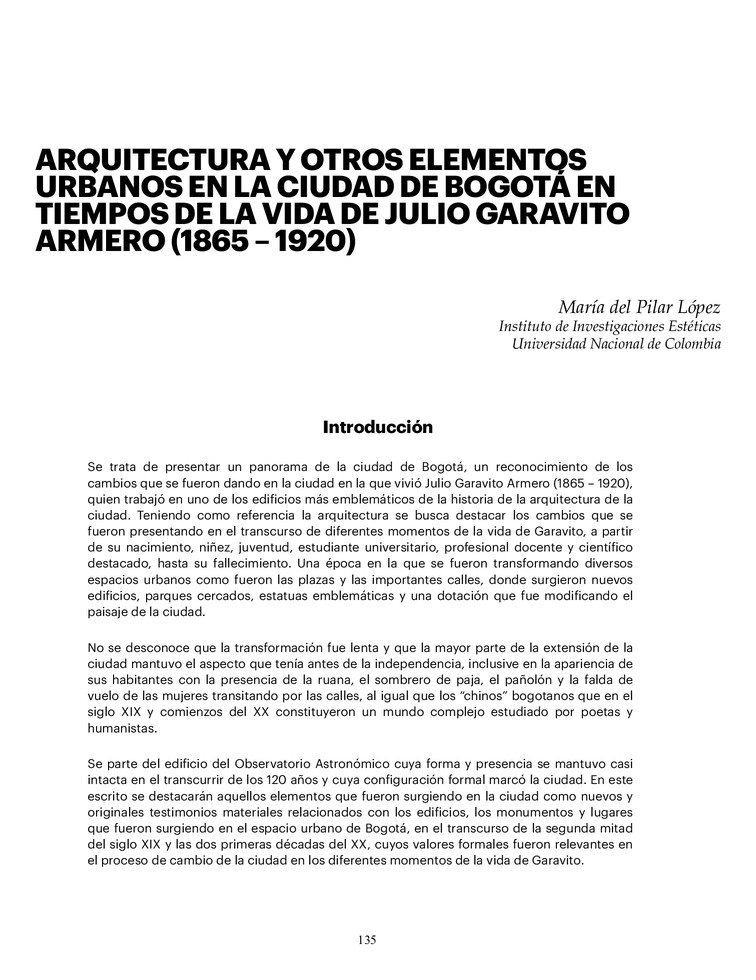 ARQUITECTURA Y OTROS ELEMENTOS
URBANOS EN LA CIUDAD DE BOGOTÁ EN
TIEMPOS DE LA VIDA DE JULIO GARAVITO
ARMERO (1865 – 1920)
María del Pilar López
Instituto de Investigaciones Estéticas
Universidad Nacional de Colombia
Introducción
Se trata de presentar un panorama de la ciudad de Bogotá, un reconocimiento de los
cambios que se fueron dando en la ciudad en la que vivió Julio Garavito Armero (1865 – 1920),
quien trabajó en uno de los edificios más emblemáticos de la historia de la arquitectura de la
ciudad. Teniendo como referencia la arquitectura se busca destacar los cambios que se
fueron presentando en el transcurso de diferentes momentos de la vida de Garavito, a partir
de su nacimiento, niñez, juventud, estudiante universitario, profesional docente y científico
destacado, hasta su fallecimiento. Una época en la que se fueron transformando diversos
espacios urbanos como fueron las plazas y las importantes calles, donde surgieron nuevos
edificios, parques cercados, estatuas emblemáticas y una dotación que fue modificando el
paisaje de la ciudad.
No se desconoce que la transformación fue lenta y que la mayor parte de la extensión de la
ciudad mantuvo el aspecto que tenía antes de la independencia, inclusive en la apariencia de
sus habitantes con la presencia de la ruana, el sombrero de paja, el pañolón y la falda de
vuelo de las mujeres transitando por las calles, al igual que los “chinos” bogotanos que en el
siglo XIX y comienzos del XX constituyeron un mundo complejo estudiado por poetas y
humanistas.
Se parte del edificio del Observatorio Astronómico cuya forma y presencia se mantuvo casi
intacta en el transcurrir de los 120 años y cuya configuración formal marcó la ciudad. En este
escrito se destacarán aquellos elementos que fueron surgiendo en la ciudad como nuevos y
originales testimonios materiales relacionados con los edificios, los monumentos y lugares
que fueron surgiendo en el espacio urbano de Bogotá, en el transcurso de la segunda mitad
del siglo XIX y las dos primeras décadas del XX, cuyos valores formales fueron relevantes en
el proceso de cambio de la ciudad en los diferentes momentos de la vida de Garavito.
135